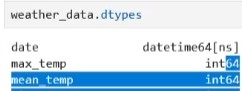 weather_data.dtypes
date datetime64[ns]
max_temp int64
mean_temp int64